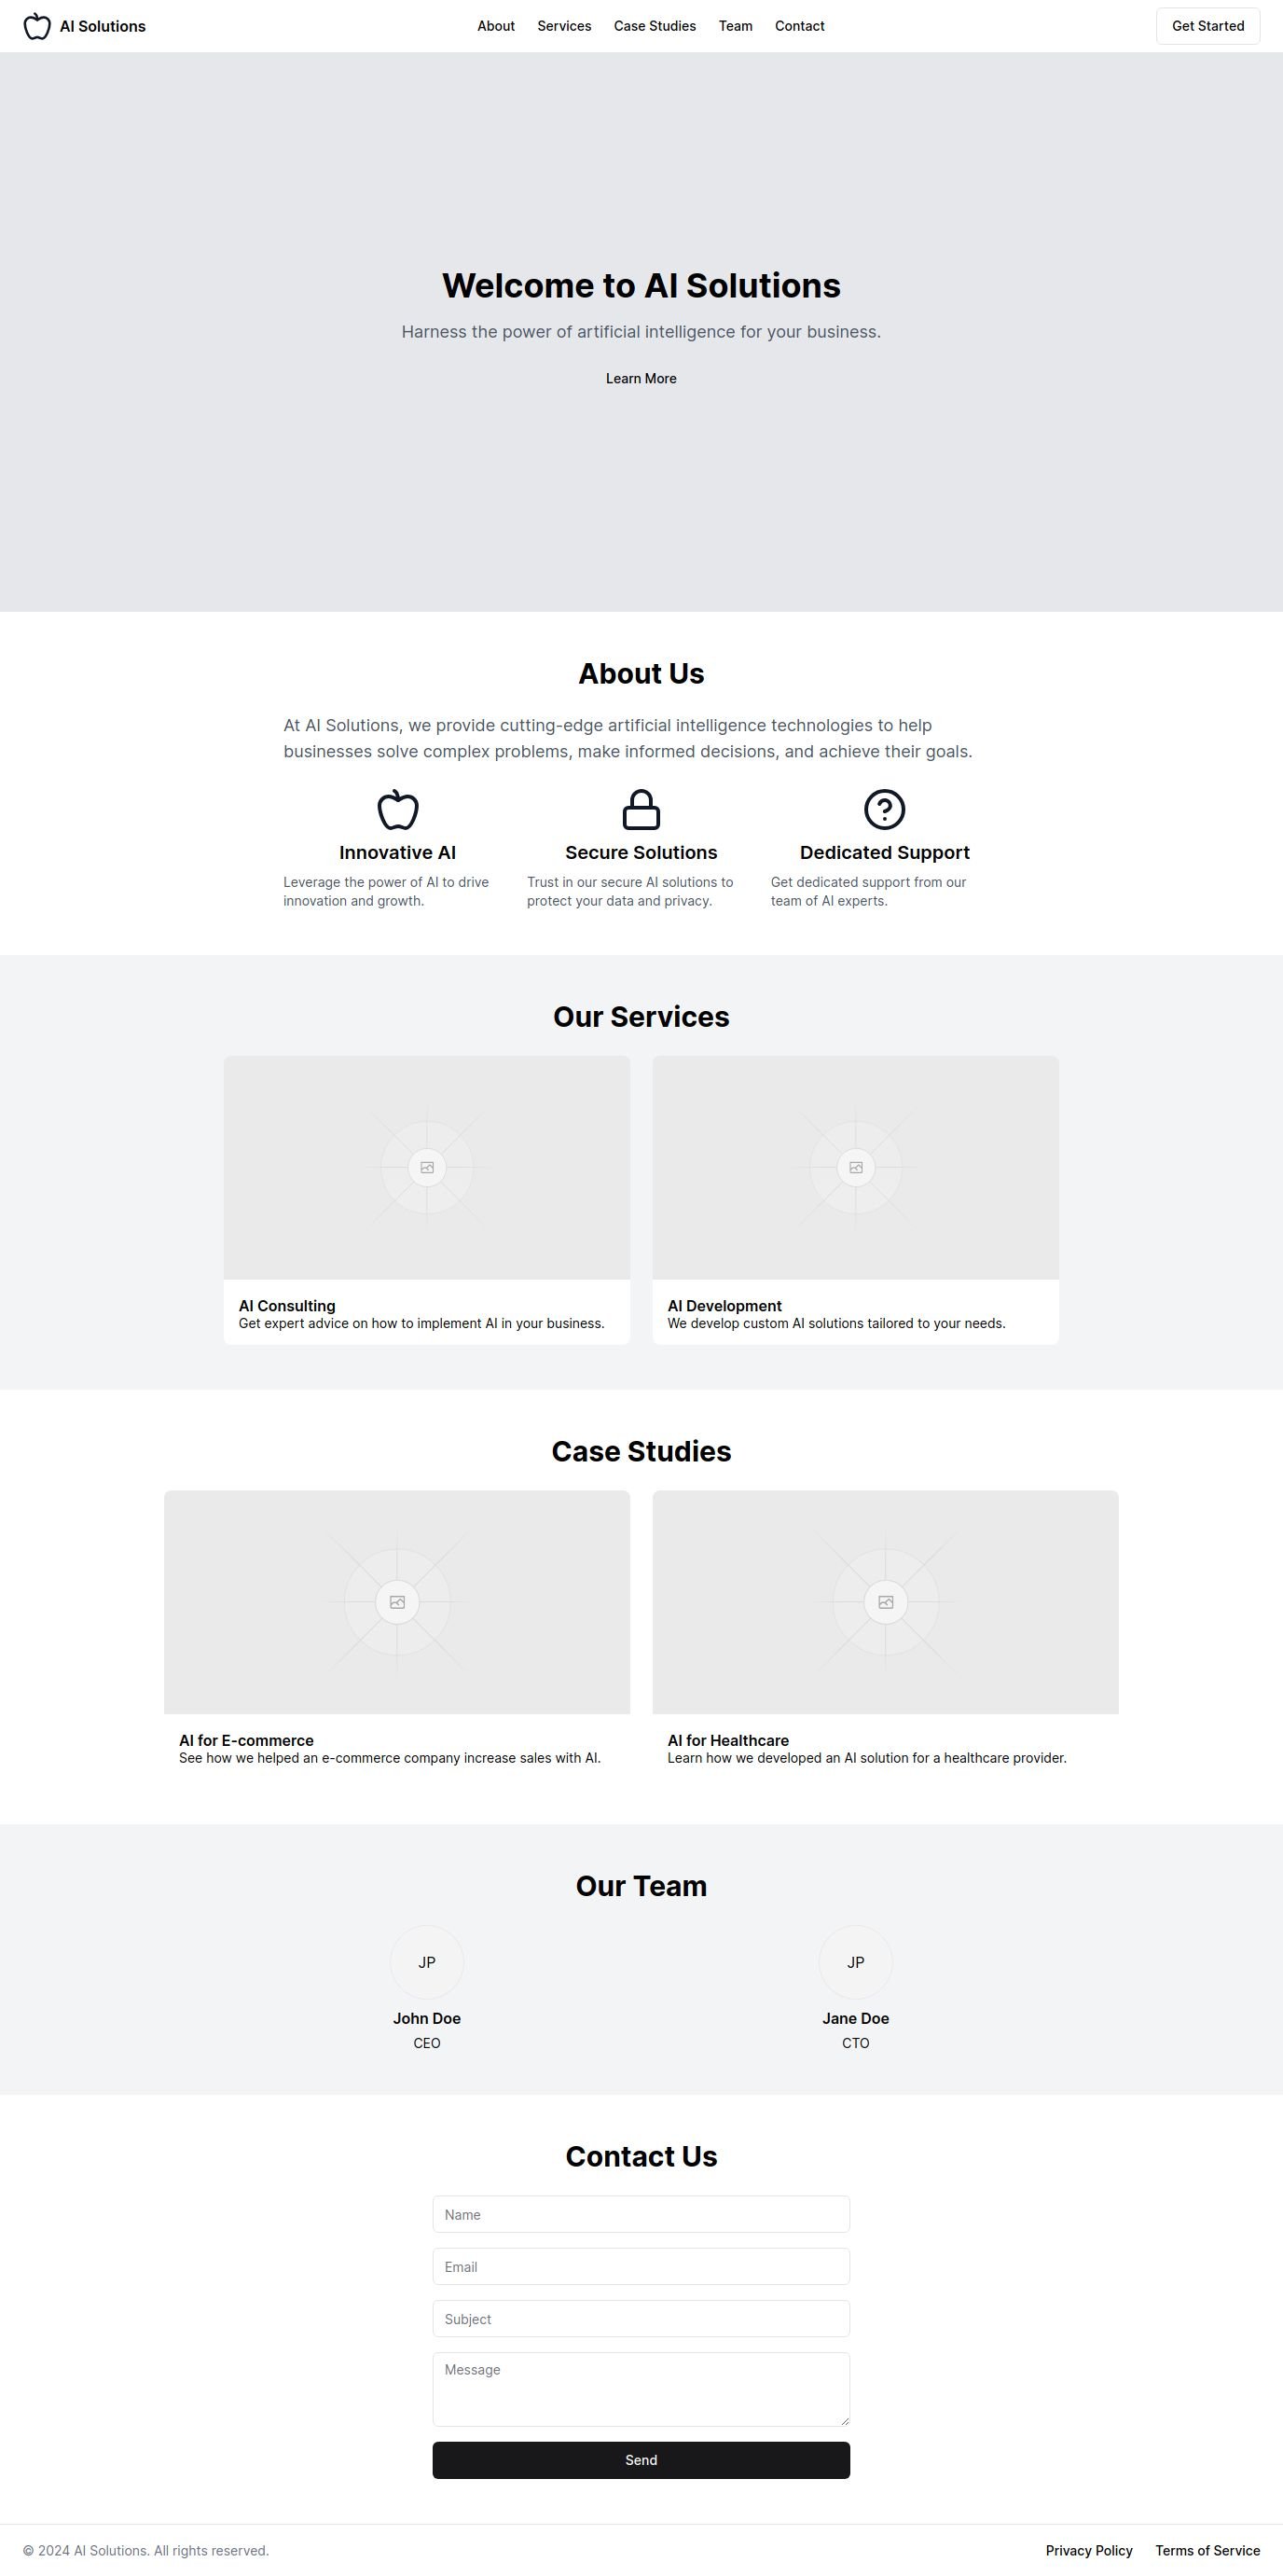 AI Solutions
About Services Case Studies Team Contact
Get Started
Welcome to AI Solutions
Harness the power of artificial intelligence for your business.
Learn More
About Us
At AI Solutions, we provide cutting-edge artificial intelligence technologies to help
businesses solve complex problems, make informed decisions, and achieve their goals.
Innovative AI
Leverage the power of AI to drive
innovation and growth.
Secure Solutions
Trust in our secure AI solutions to
protect your data and privacy.
Dedicated Support
Get dedicated support from our
team of AI experts.
Our Services
AI Consulting
Get expert advice on how to implement AI in your business.
AI Development
We develop custom AI solutions tailored to your needs.
Case Studies
AI for E-commerce
See how we helped an e-commerce company increase sales with AI.
AI for Healthcare
Learn how we developed an AI solution for a healthcare provider.
Our Team
JP
John Doe
CEO
JP
Jane Doe
CTO
Contact Us
Name
Email
Subject
Message
Send
© 2024 AI Solutions. All rights reserved.
Privacy Policy Terms of Service